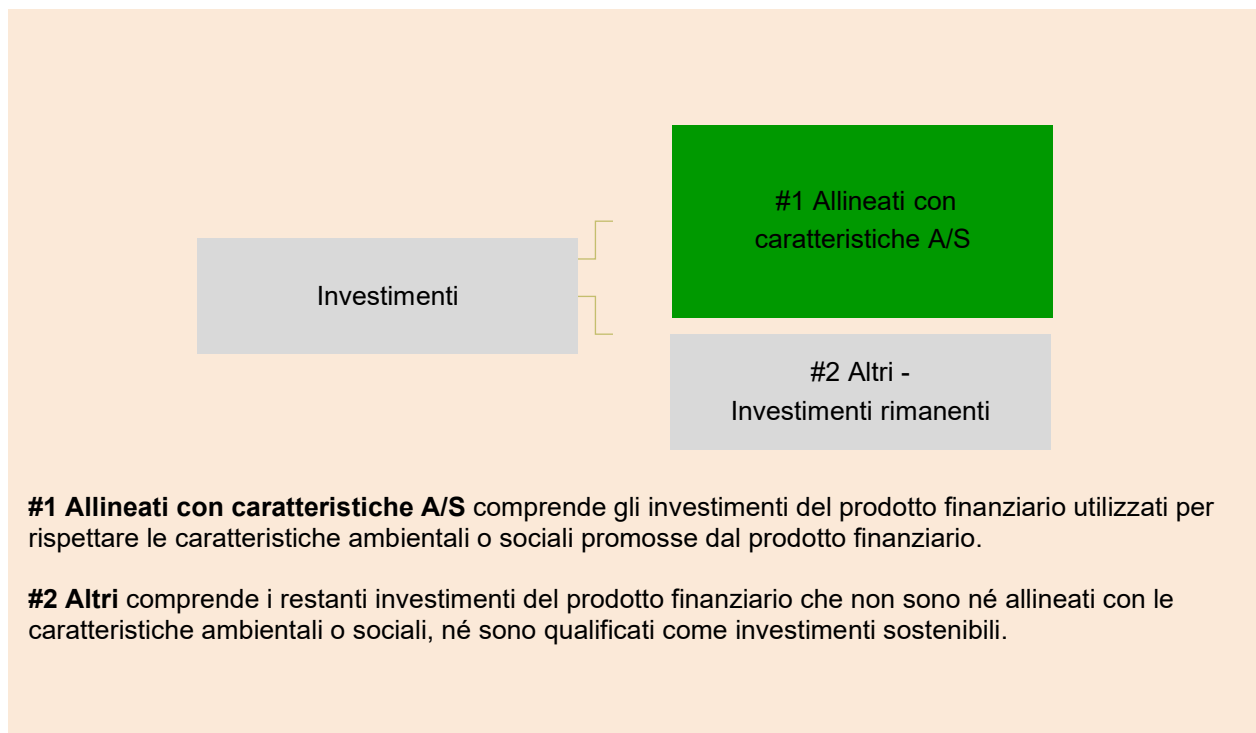 #1 Allineati con
caratteristiche A/S
Investimenti
#2 Altri -
Investimenti rimanenti
#1 Allineati con caratteristiche A/S comprende gli investimenti del prodotto finanziario utilizzati per
rispettare le caratteristiche ambientali o sociali promosse dal prodotto finanziario.
#2 Altri comprende i restanti investimenti del prodotto finanziario che non sono né allineati con le
caratteristiche ambientali o sociali, né sono qualificati come investimenti sostenibili.